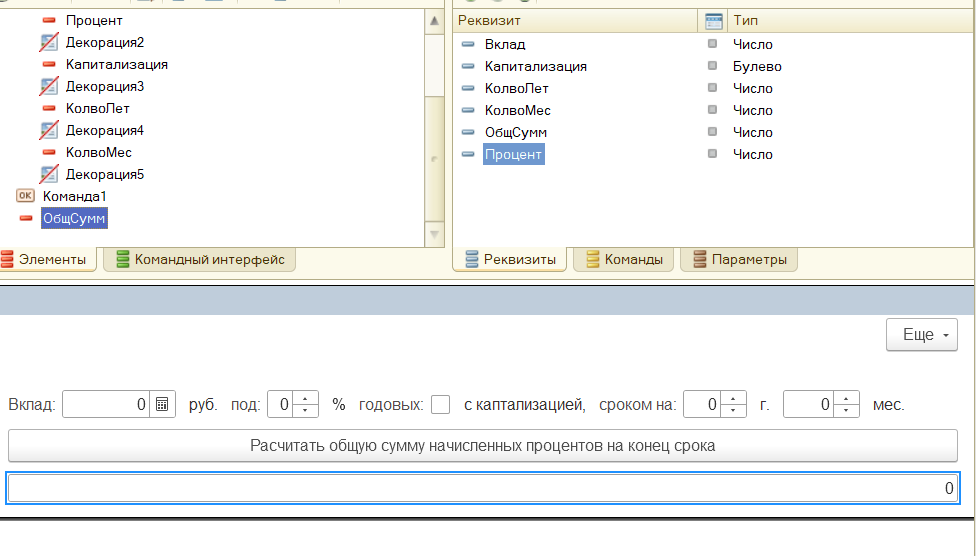 Процент
Декорация2
Капитализация
Декорация3
КолвоЛет
Декорация4
КолвоМес
Декорация5
OK Команда1
ОбщСумм
Элементы Командный интерфейс
Реквизит Тип
Вклад Число
Капитализация Булево
КолвоЛет Число
КолвоМес Число
ОбщСумм Число
Процент Число
Реквизиты Команды Параметры
Еще
Вклад: 0 руб. под: 0 % годовых: с каптализацией, сроком на: 0 г. 0 мес.
Расчитать общую сумму начисленных процентов на конец срока
0